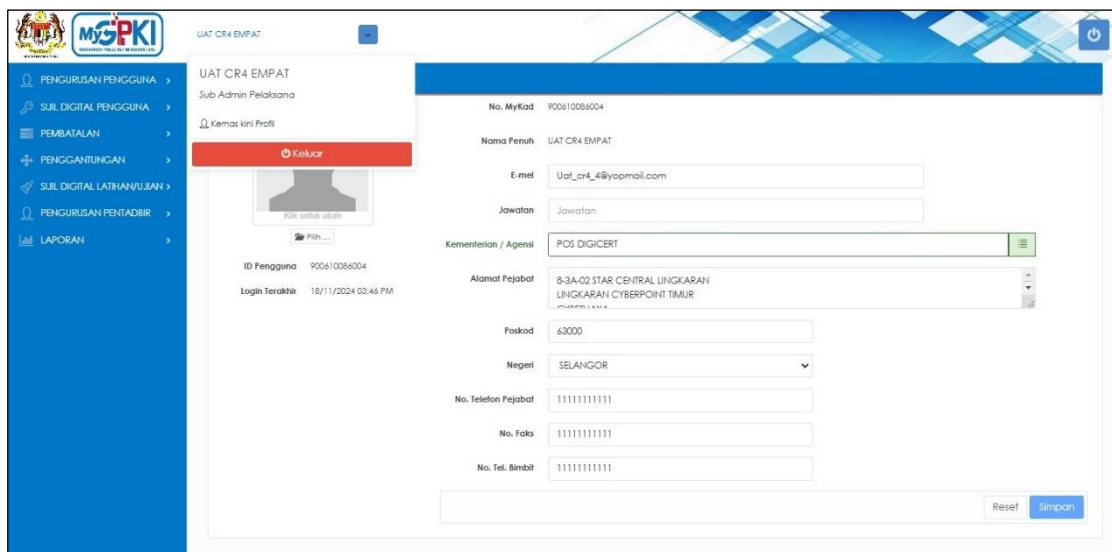 MyGPKI
UAT CR4 EMPAT
UAT CR4 EMPAT
Sub Admin Pelaksana
Kemas kini Profil
Keluar
PENGURUSAN PENGGUNA
SIJIL DIGITAL PENGGUNA
PEMBATALAN
PENGGANTUNGAN
SIJIL DIGITAL LATIHAN/UJIAN
PENGURUSAN PENTADBIR
LAPORAN
Klik untuk ubah
Pilih ...
ID Pengguna 900610086004
Login Terakhir 18/11/2024 03:46 PM
No. MyKad 900610086004
Nama Penuh UAT CR4 EMPAT
E-mel Uat_cr4_4@yopmail.com
Jawatan Jawatan
Kementerian / Agensi POS DIGICERT
Alamat Pejabat 8-3A-02 STAR CENTRAL LINGKARAN
LINGKARAN CYBERPOINT TIMUR
CYBERJAYA
Poskod 63000
Negeri SELANGOR
No. Telefon Pejabat 11111111111
No. Faks 11111111111
No. Tel. Bimbit 11111111111
Reset Simpan